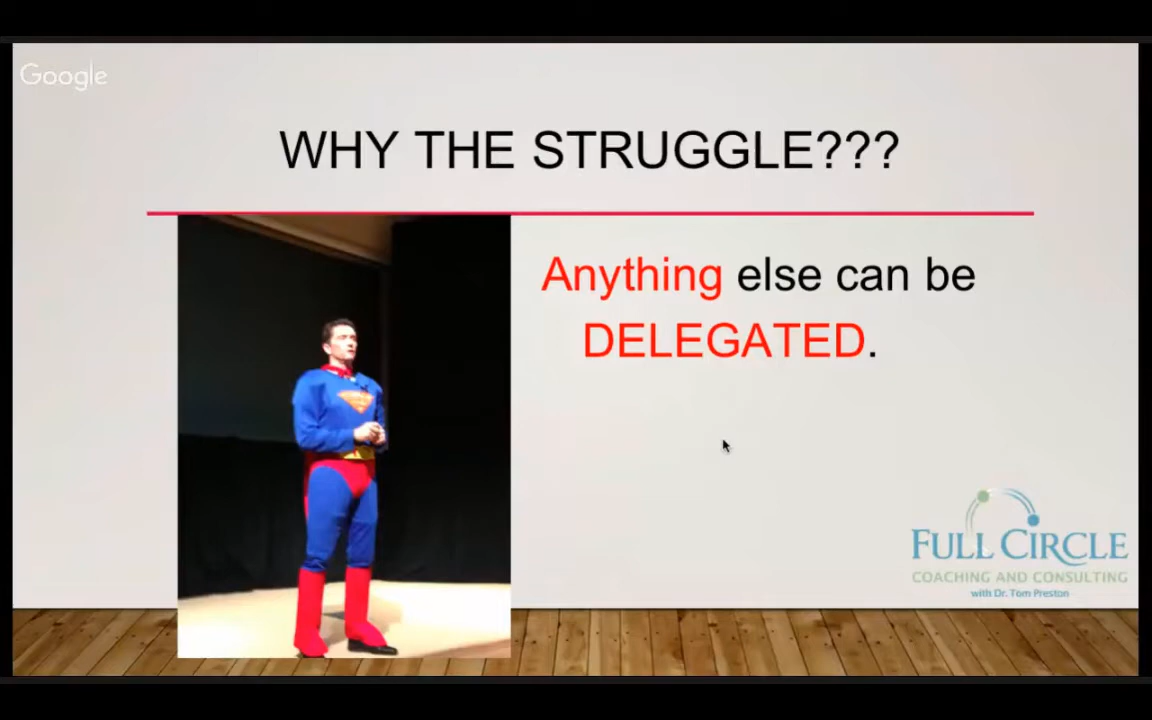 Google
WHY THE STRUGGLE???
Anything else can be
DELEGATED.
FULL CIRCLE
COACHING AND CONSULTING
with Dr. Tom Preston